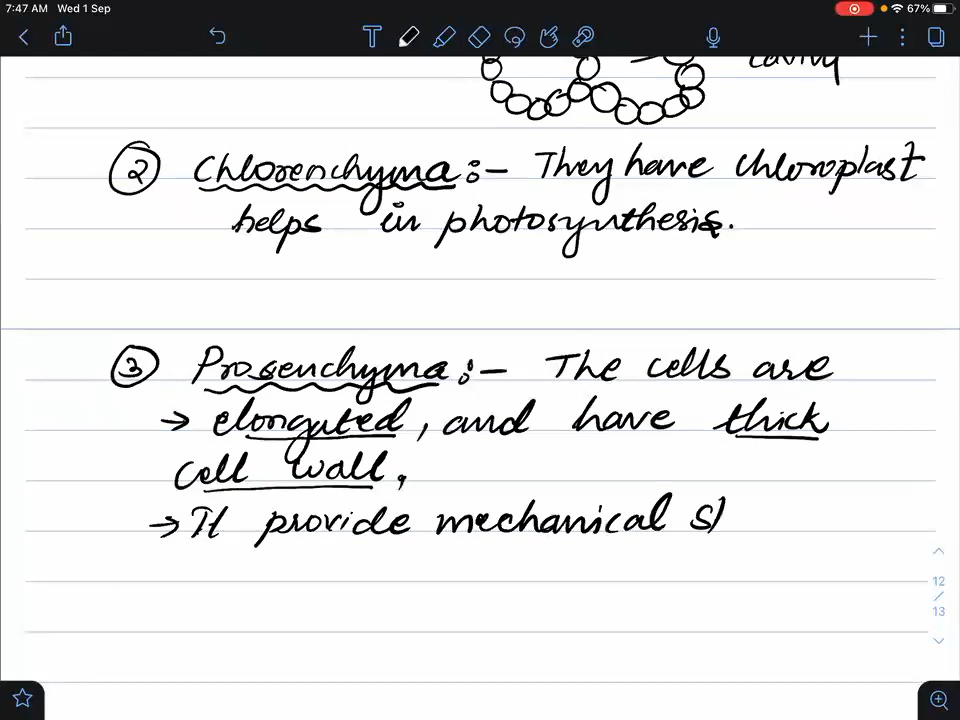 7:47 AM Wed 1 Sep
67%
cavity
② Chlorenchyma :- They have chloroplast
helps in photosynthesis.
③ Prosenchyma :- The cells are
→ elongated, and have thick
cell wall,
→ It provide mechanical
12
/
13